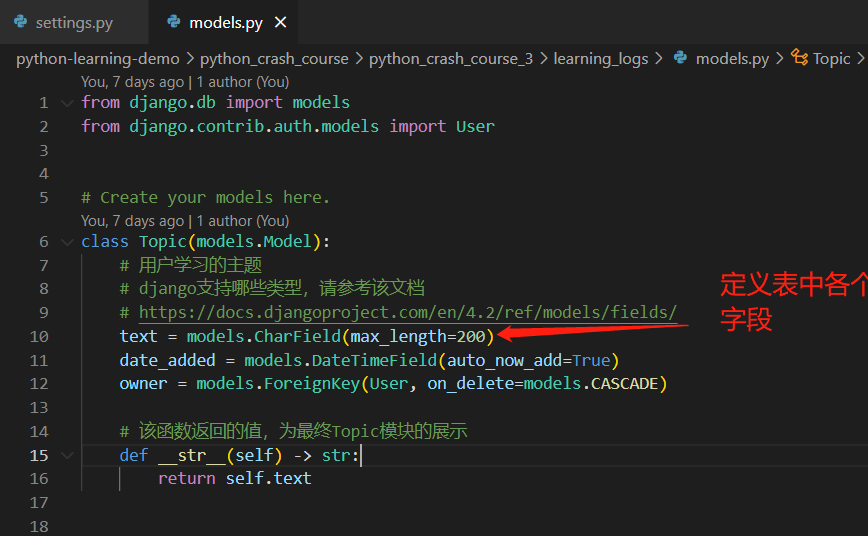 settings.py models.py
python-learning-demo > python_crash_course > python_crash_course_3 > learning_logs > models.py > Topic >
You, 7 days ago | 1 author (You)
1 from django.db import models
2 from django.contrib.auth.models import User
3
4
5 # Create your models here.
You, 7 days ago | 1 author (You)
6 class Topic(models.Model):
7 # 用户学习的主题
8 # django支持哪些类型，请参考该文档
9 # https://docs.djangoproject.com/en/4.2/ref/models/fields/
10 text = models.CharField(max_length=200)
定义表中各个
字段
11 date_added = models.DateTimeField(auto_now_add=True)
12 owner = models.ForeignKey(User, on_delete=models.CASCADE)
13
14 # 该函数返回的值，为最终Topic模块的展示
15 def __str__(self) -> str:
16 return self.text
17
18